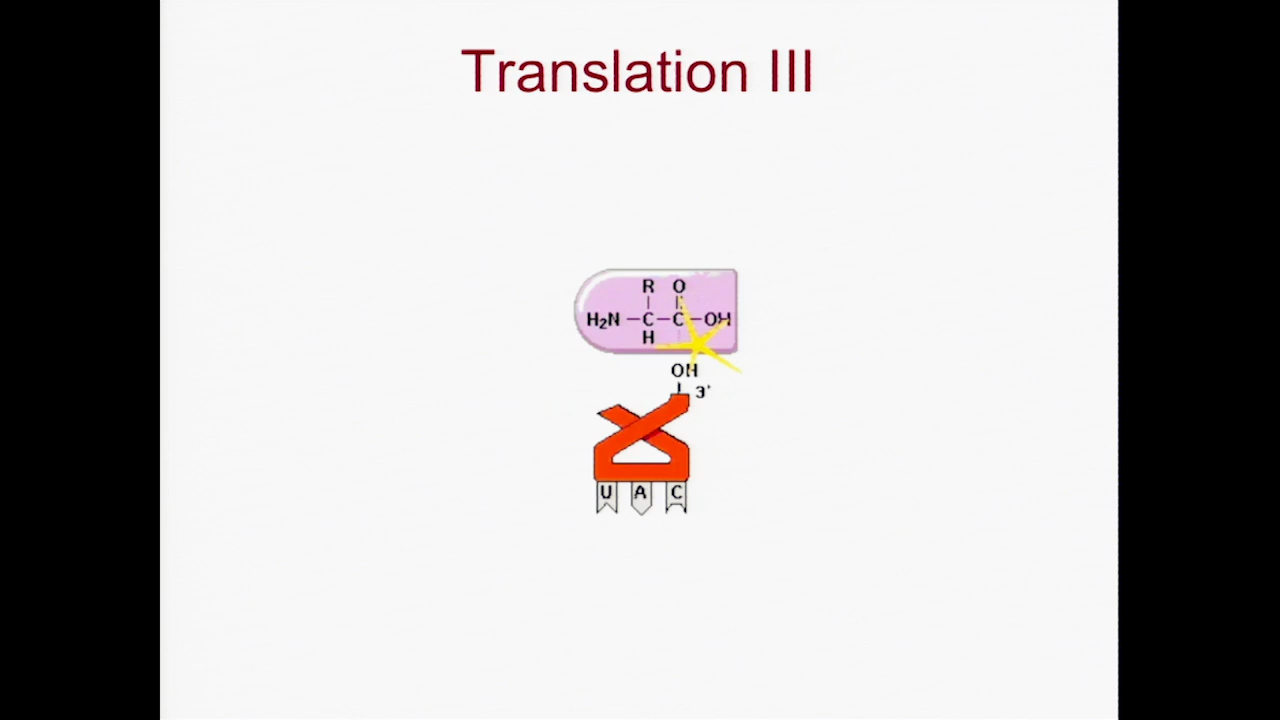 Translation III
R O
H₂N –C–C–OH
H
OH
3'
U A C